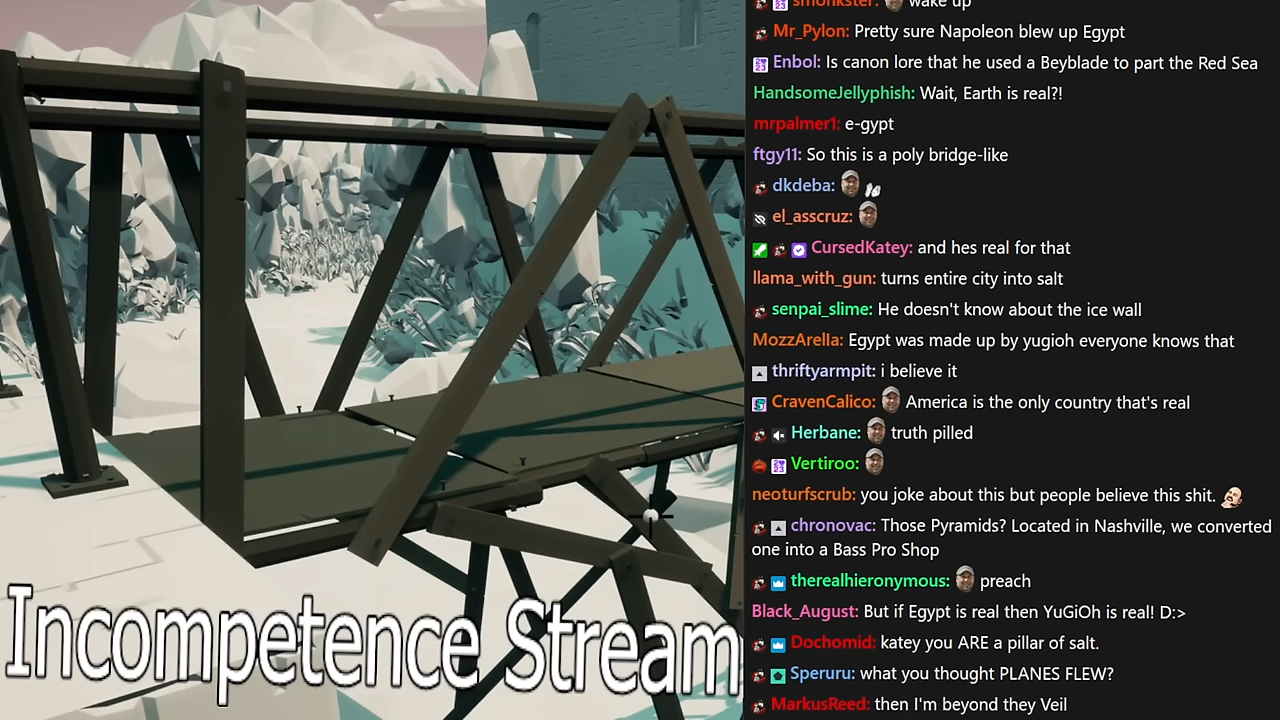 smonkster: wake up
Mr_Pylon: Pretty sure Napoleon blew up Egypt
Enbol: Is canon lore that he used a Beyblade to part the Red Sea
HandsomeJellyphish: Wait, Earth is real?!
mrpalmer1: e-gypt
ftgy11: So this is a poly bridge-like
dkdeba:
el_asscruz:
CursedKatey: and hes real for that
llama_with_gun: turns entire city into salt
senpai_slime: He doesn't know about the ice wall
MozzArella: Egypt was made up by yugioh everyone knows that
thriftyarmpit: i believe it
CravenCalico: America is the only country that's real
Herbane: truth pilled
Vertiroo:
neoturfscrub: you joke about this but people believe this shit.
chronovac: Those Pyramids? Located in Nashville, we converted
one into a Bass Pro Shop
therealhieronymous: preach
Black_August: But if Egypt is real then YuGiOh is real! D:>
Dochomid: katey you ARE a pillar of salt.
Speruru: what you thought PLANES FLEW?
MarkusReed: then I'm beyond they Veil
Incompetence Stream